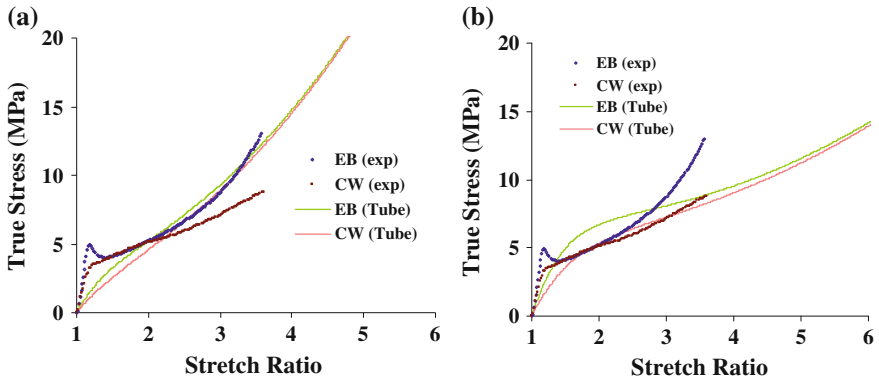 (a)
True Stress (MPa)
20
15
10
5
0
1 2 3 4 5 6
Stretch Ratio
EB (exp)
CW (exp)
EB (Tube)
CW (Tube)
(b)
True Stress (MPa)
20
15
10
5
0
1 2 3 4 5 6
Stretch Ratio
EB (exp)
CW (exp)
EB (Tube)
CW (Tube)